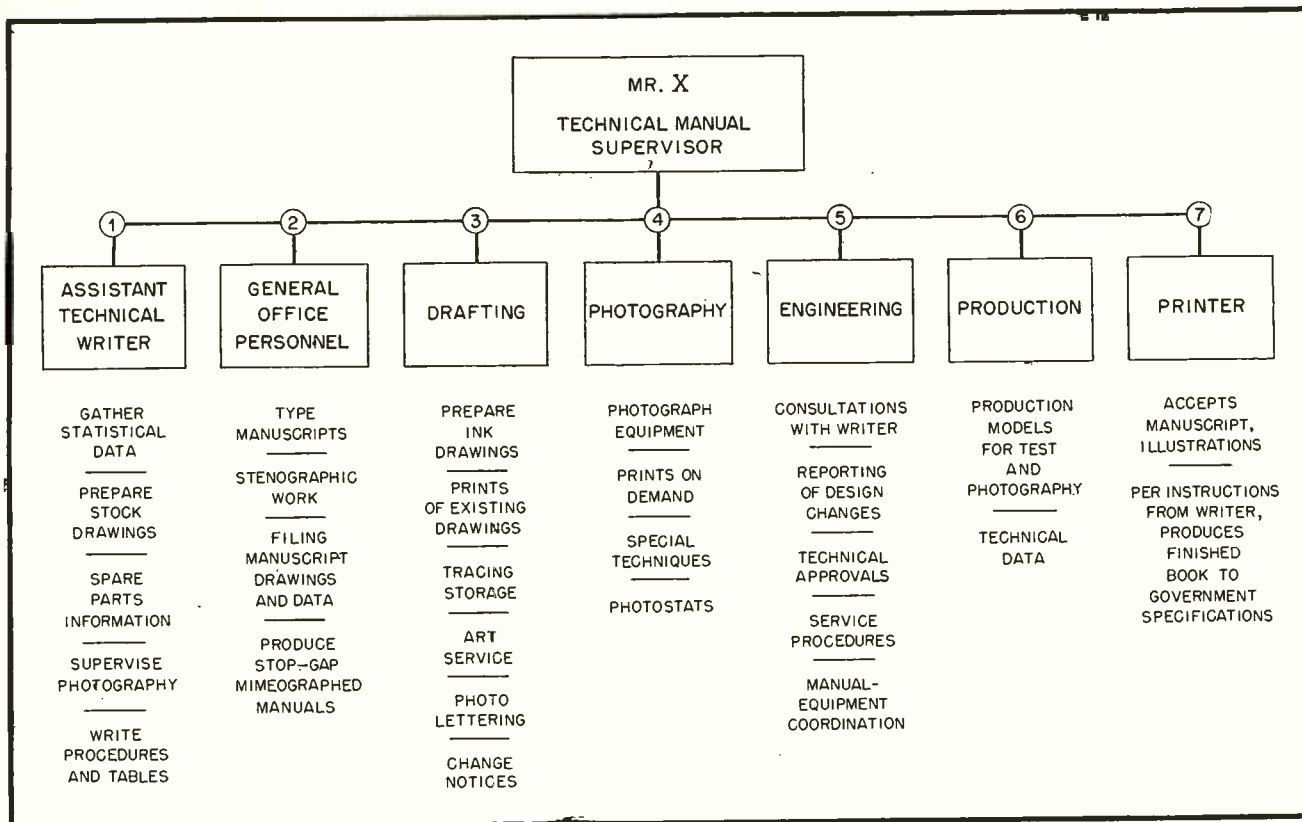 MR. X
TECHNICAL MANUAL
SUPERVISOR
1
2
3
4
5
6
7
ASSISTANT
TECHNICAL
WRITER
GATHER
STATISTICAL
DATA
PREPARE
STOCK
DRAWINGS
SPARE
PARTS
INFORMATION
SUPERVISE
PHOTOGRAPHY
WRITE
PROCEDURES
AND TABLES
GENERAL
OFFICE
PERSONNEL
TYPE
MANUSCRIPTS
STENOGRAPHIC
WORK
FILING
MANUSCRIPT
DRAWINGS
AND DATA
PRODUCE
STOP-GAP
MIMEOGRAPHED
MANUALS
DRAFTING
PREPARE
INK
DRAWINGS
PRINTS
OF EXISTING
DRAWINGS
TRACING
STORAGE
ART
SERVICE
PHOTO
LETTERING
CHANGE
NOTICES
PHOTOGRAPHY
PHOTOGRAPH
EQUIPMENT
PRINTS ON
DEMAND
SPECIAL
TECHNIQUES
PHOTOSTATS
ENGINEERING
CONSULTATIONS
WITH WRITER
REPORTING
OF DESIGN
CHANGES
TECHNICAL
APPROVALS
SERVICE
PROCEDURES
MANUAL-
EQUIPMENT
COORDINATION
PRODUCTION
PRODUCTION
MODELS
FOR TEST
AND
PHOTOGRAPHY
TECHNICAL
DATA
PRINTER
ACCEPTS
MANUSCRIPT,
ILLUSTRATIONS
PER INSTRUCTIONS
FROM WRITER,
PRODUCES
FINISHED
BOOK TO
GOVERNMENT
SPECIFICATIONS